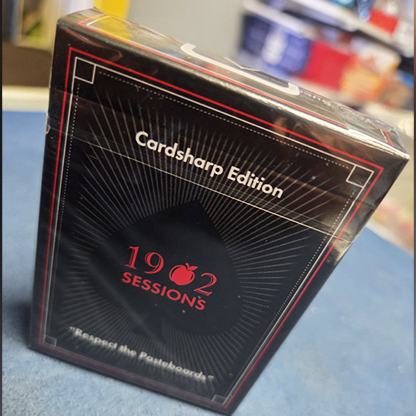 Cardsharp Edition
1902
SESSIONS
"Respect the Pasteboards"